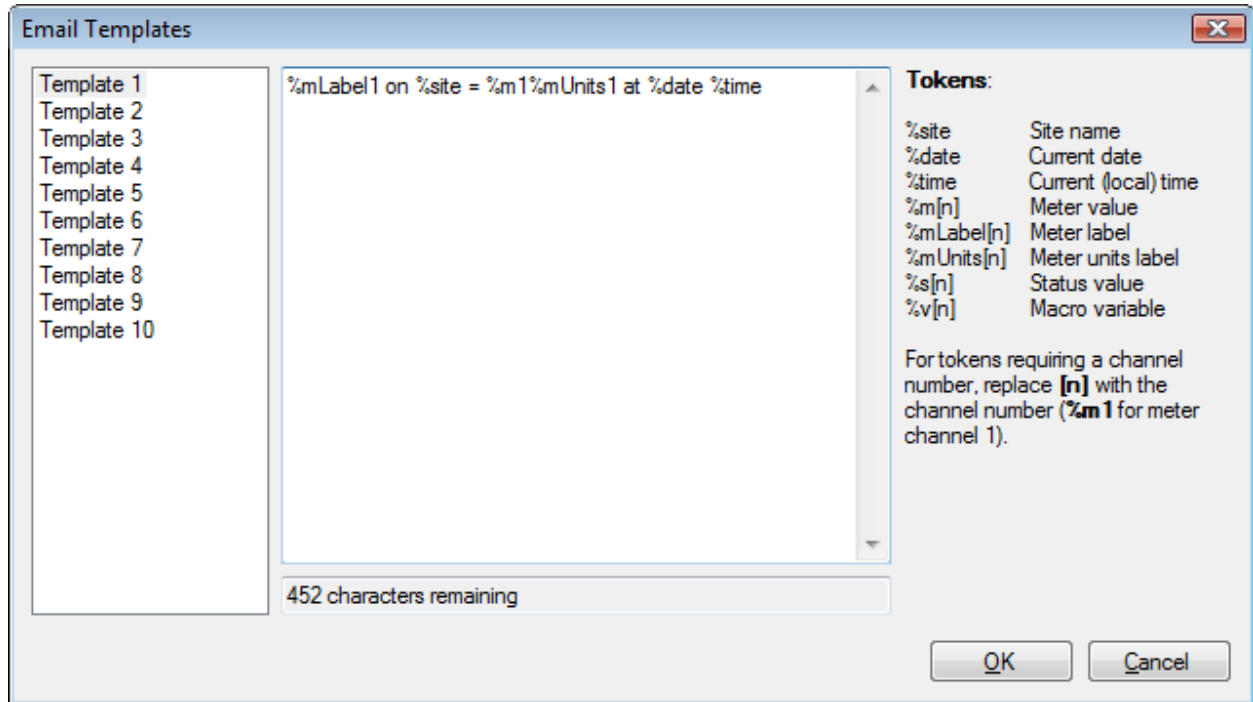 Email Templates
Template 1
Template 2
Template 3
Template 4
Template 5
Template 6
Template 7
Template 8
Template 9
Template 10
%mLabel1 on %site = %m1%mUnits1 at %date %time
452 characters remaining
Tokens:
%site Site name
%date Current date
%time Current (local) time
%m[n] Meter value
%mLabel[n] Meter label
%mUnits[n] Meter units label
%s[n] Status value
%v[n] Macro variable
For tokens requiring a channel
number, replace [n] with the
channel number (%m1 for meter
channel 1).
OK Cancel